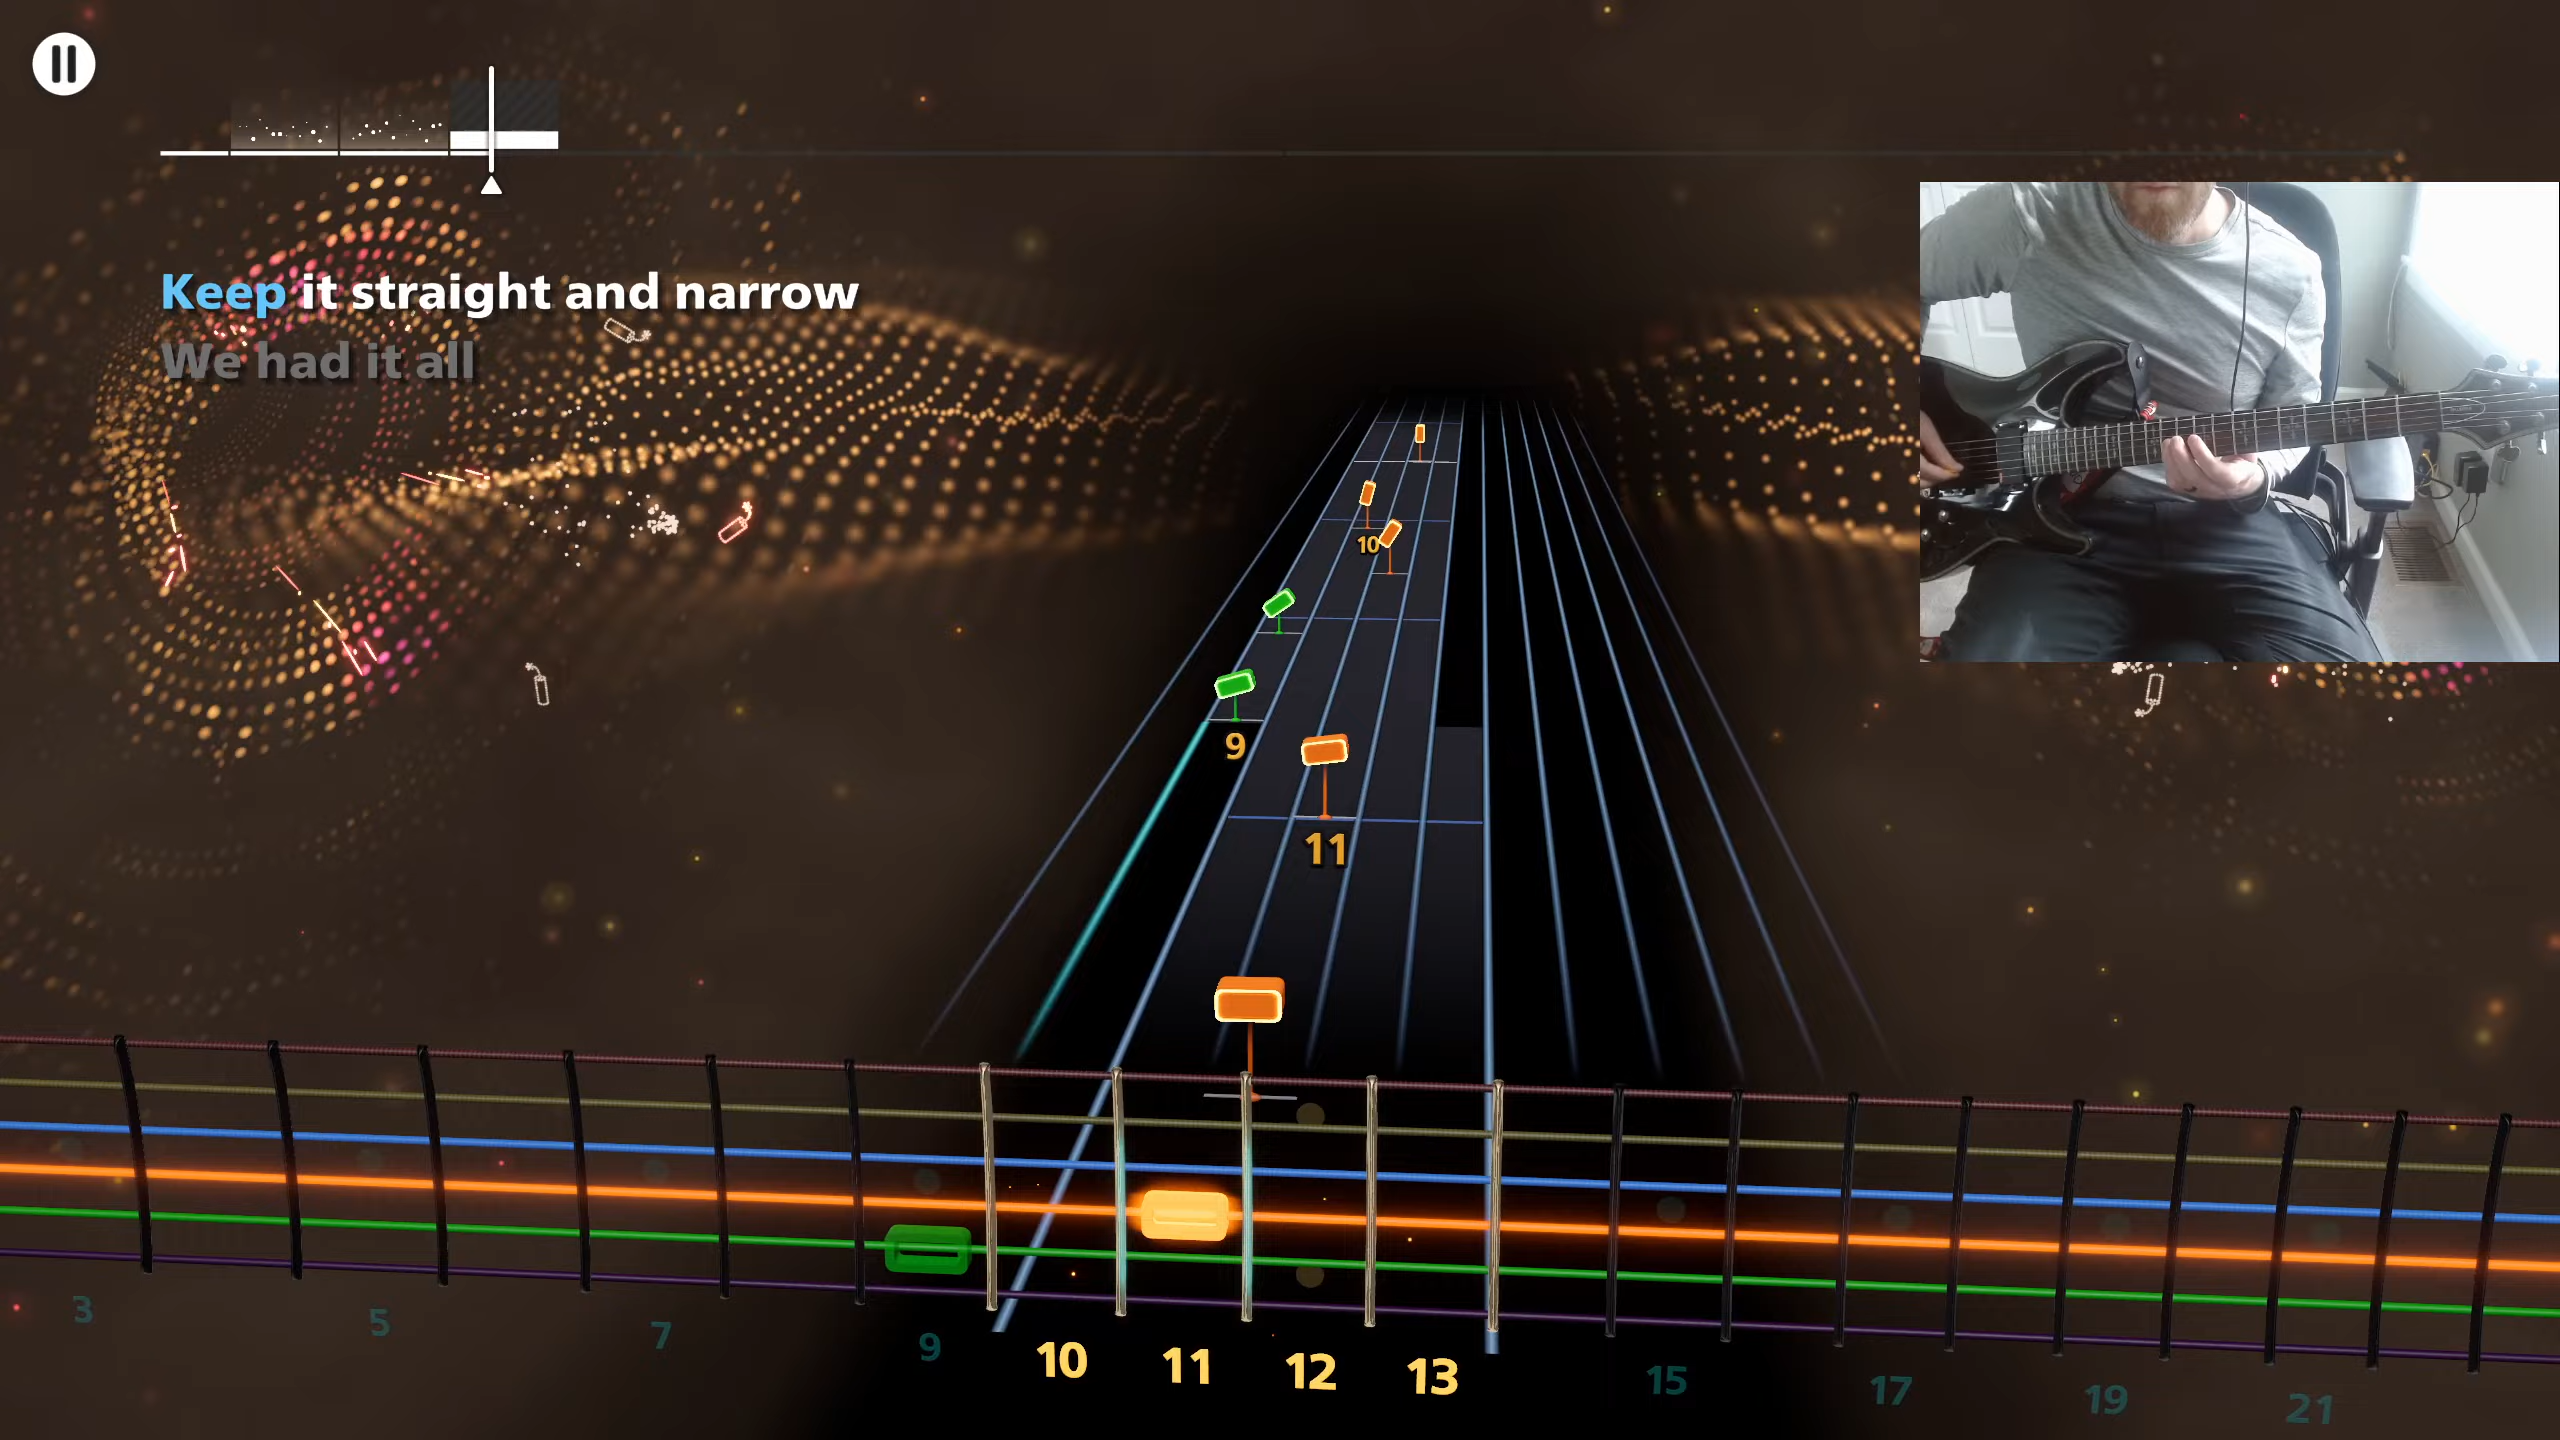 Keep it straight and narrow
We had it all
10
9
11
3 5 7 9 10 11 12 13 15 17 19 21